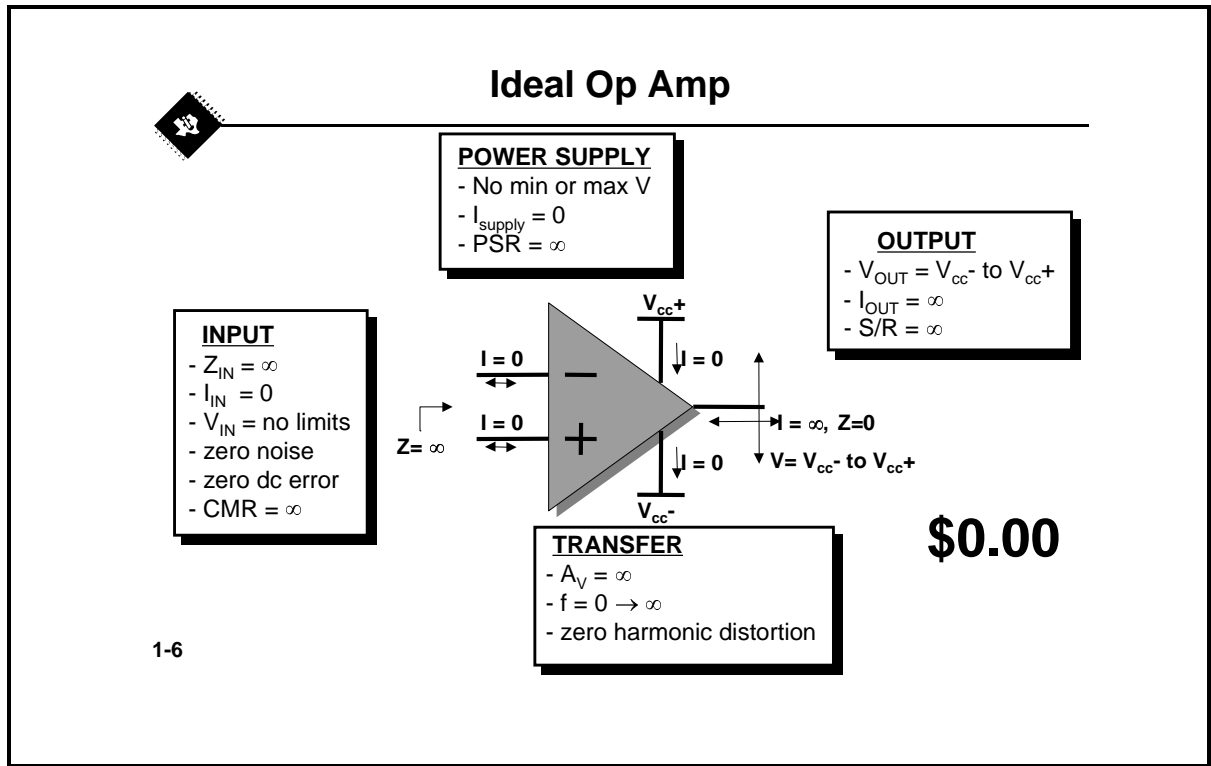 Ideal Op Amp
POWER SUPPLY
- No min or max V
- Isupply = 0
- PSR = ∞
OUTPUT
- VOUT = Vcc- to Vcc+
- IOUT = ∞
- S/R = ∞
INPUT
- ZIN = ∞
- IIN = 0
- VIN = no limits
- zero noise
- zero dc error
- CMR = ∞
Vcc+
I = 0
I = 0
−
I = 0
+
Z= ∞
I = ∞, Z=0
I = 0
V= Vcc- to Vcc+
Vcc-
$0.00
TRANSFER
- AV = ∞
- f = 0 → ∞
- zero harmonic distortion
1-6